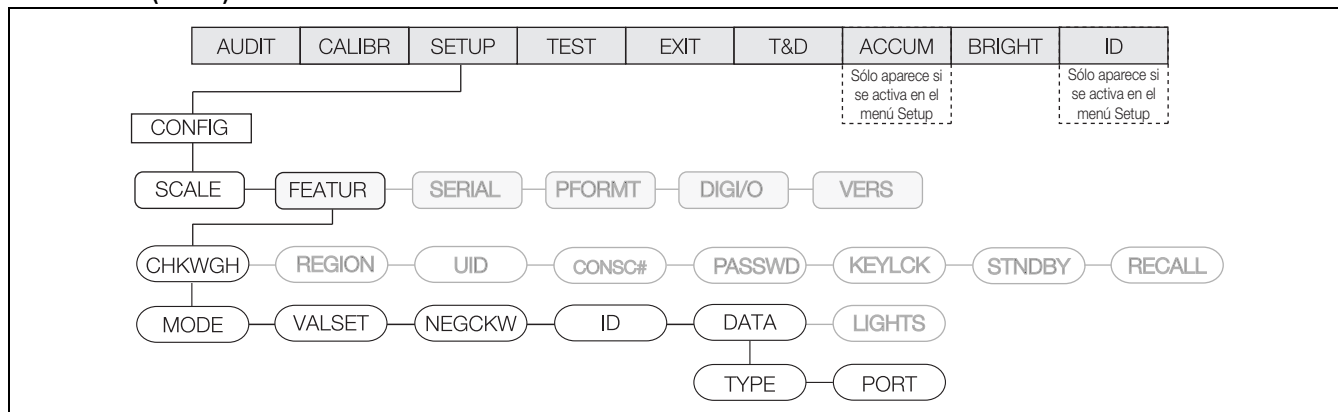 AUDIT CALIBR SETUP TEST EXIT T&D ACCUM BRIGHT ID
Sólo aparece si
se activa en el
menú Setup
Sólo aparece si
se activa en el
menú Setup
CONFIG
SCALE FEATUR SERIAL PFORMT DIGI/O VERS
CHKWGH REGION UID CONSC# PASSWD KEYLCK STNDBY RECALL
MODE VALSET NEGCKW ID DATA LIGHTS
TYPE PORT